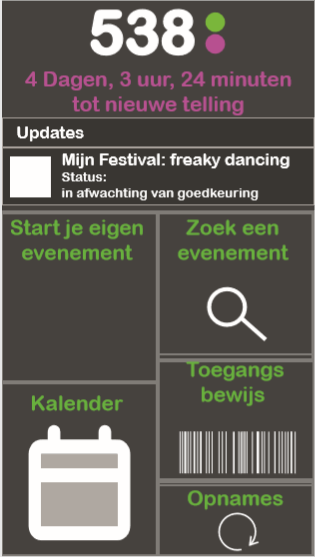 538
4 Dagen, 3 uur, 24 minuten
tot nieuwe telling
Updates
Mijn Festival: freaky dancing
Status:
in afwachting van goedkeuring
Start je eigen
evenement
Zoek een
evenement
Kalender
Toegangs
bewijs
Opnames